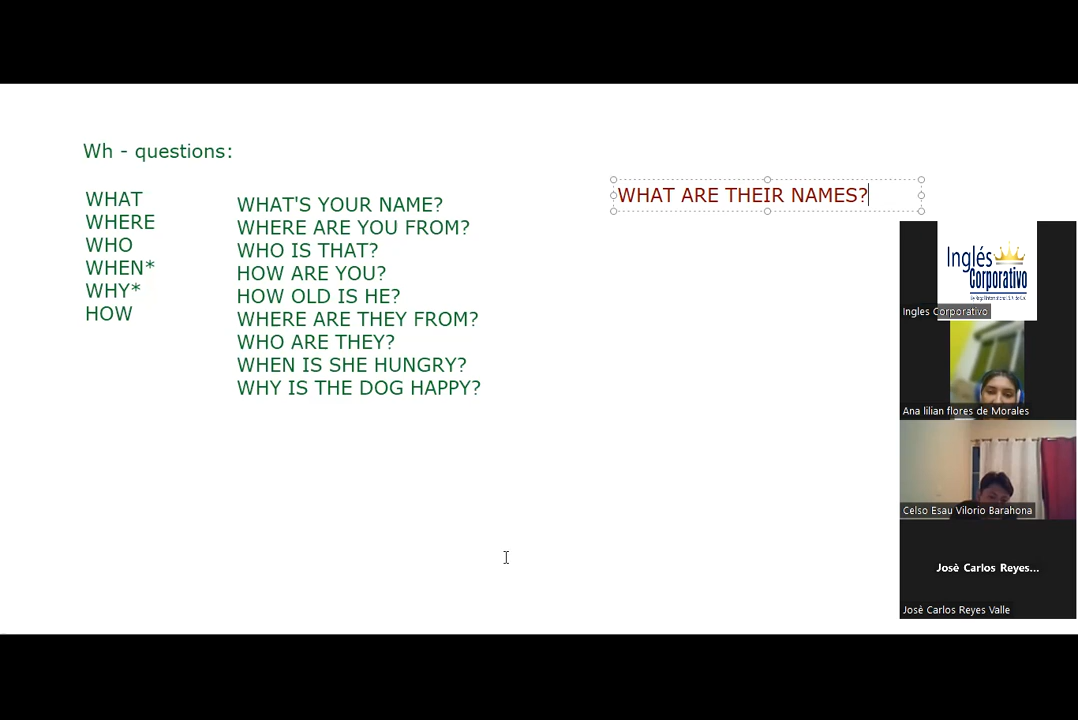 Wh - questions:
WHAT
WHERE
WHO
WHEN*
WHY*
HOW
WHAT'S YOUR NAME?
WHERE ARE YOU FROM?
WHO IS THAT?
HOW ARE YOU?
HOW OLD IS HE?
WHERE ARE THEY FROM?
WHO ARE THEY?
WHEN IS SHE HUNGRY?
WHY IS THE DOG HAPPY?
WHAT ARE THEIR NAMES?
Inglés
Corporativo
Ingles Corporativo
Ana lilian flores de Morales
Celso Esau Vilorio Barahona
Josè Carlos Reyes...
Josè Carlos Reyes Valle